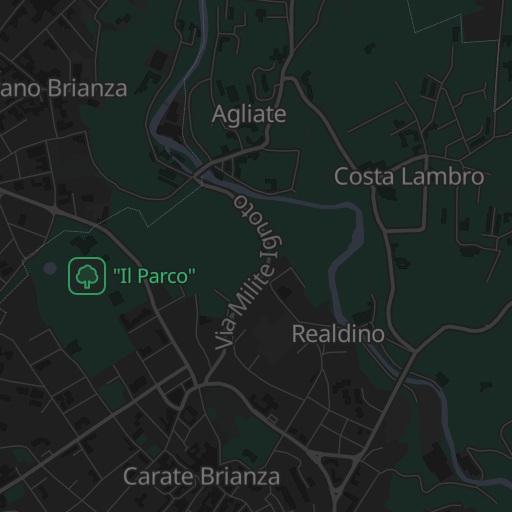 ano Brianza
Agliate
Costa Lambro
"Il Parco"
Via Milite Ignoto
Realdino
Carate Brianza